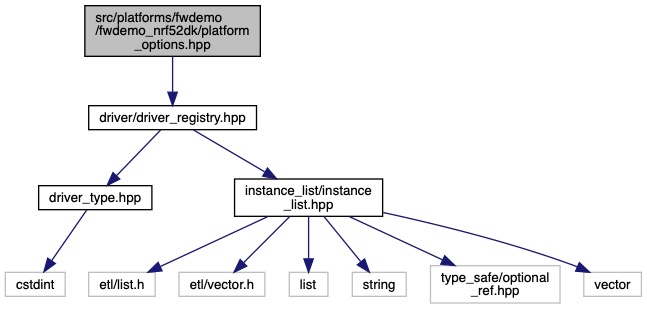 src/platforms/fwdemo
/fwdemo_nrf52dk/platform
_options.hpp
driver/driver_registry.hpp
driver_type.hpp
instance_list/instance
_list.hpp
cstdint
etl/list.h
etl/vector.h
list
string
type_safe/optional
_ref.hpp
vector